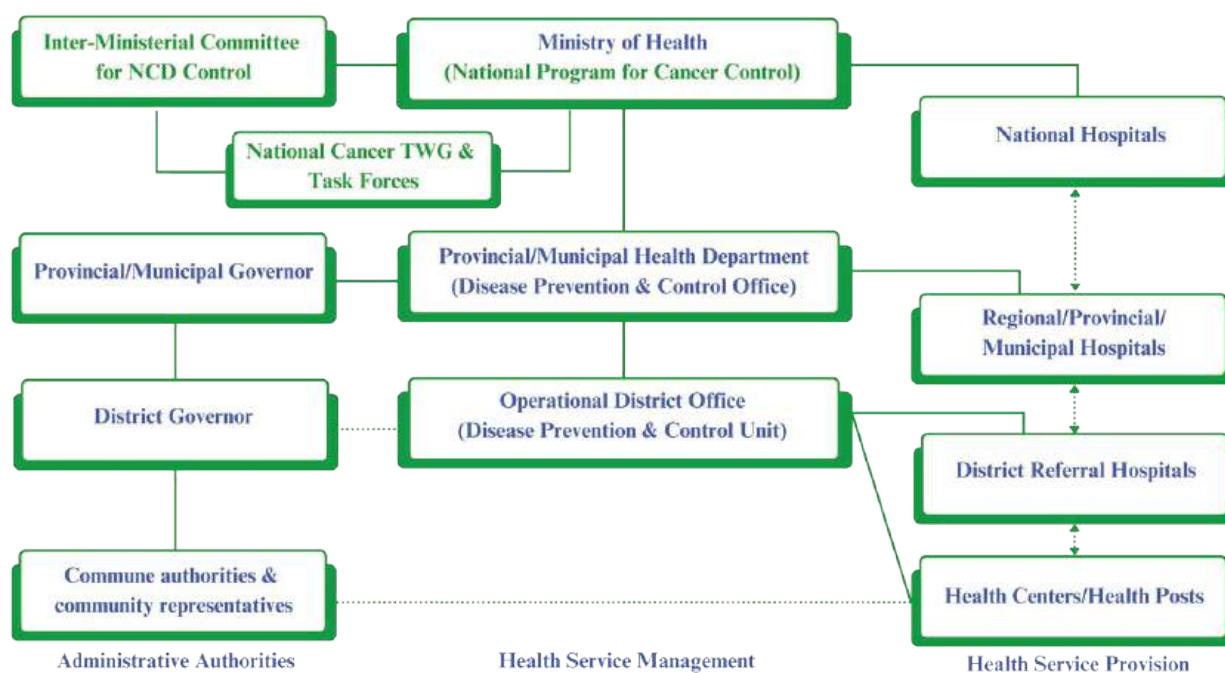 Inter-Ministerial Committee
for NCD Control
Ministry of Health
(National Program for Cancer Control)
National Hospitals
National Cancer TWG &
Task Forces
Provincial/Municipal Governor
Provincial/Municipal Health Department
(Disease Prevention & Control Office)
Regional/Provincial/
Municipal Hospitals
District Governor
Operational District Office
(Disease Prevention & Control Unit)
District Referral Hospitals
Commune authorities &
community representatives
Health Centers/Health Posts
Administrative Authorities
Health Service Management
Health Service Provision